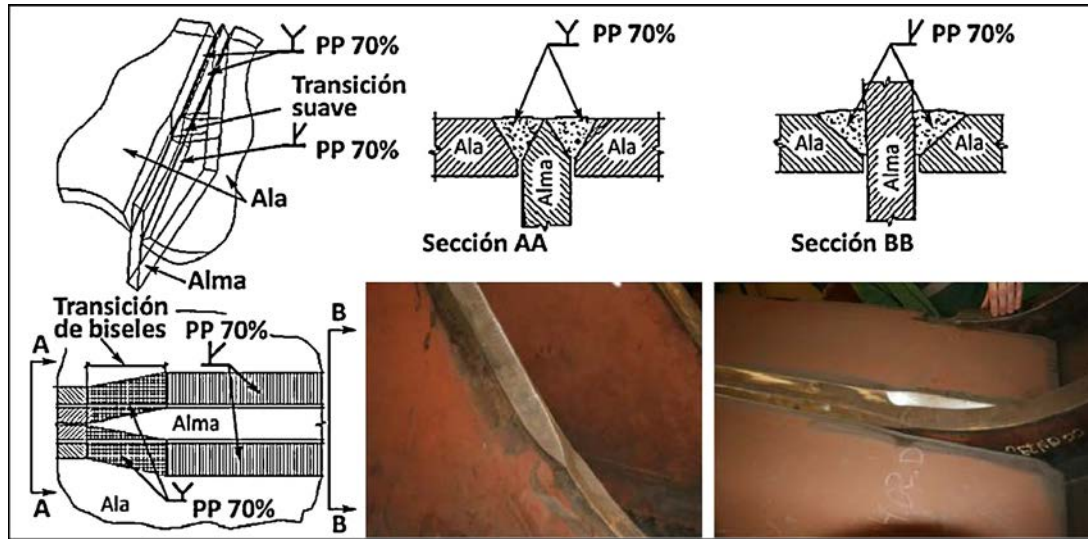 PP 70%
Transición
suave
PP 70%
Ala
Alma
PP 70%
Ala
Alma
Ala
Sección AA
PP 70%
Ala
Alma
Ala
Sección BB
Transición
de biseles
PP 70%
A
B
Alma
A
Ala
PP 70%
B